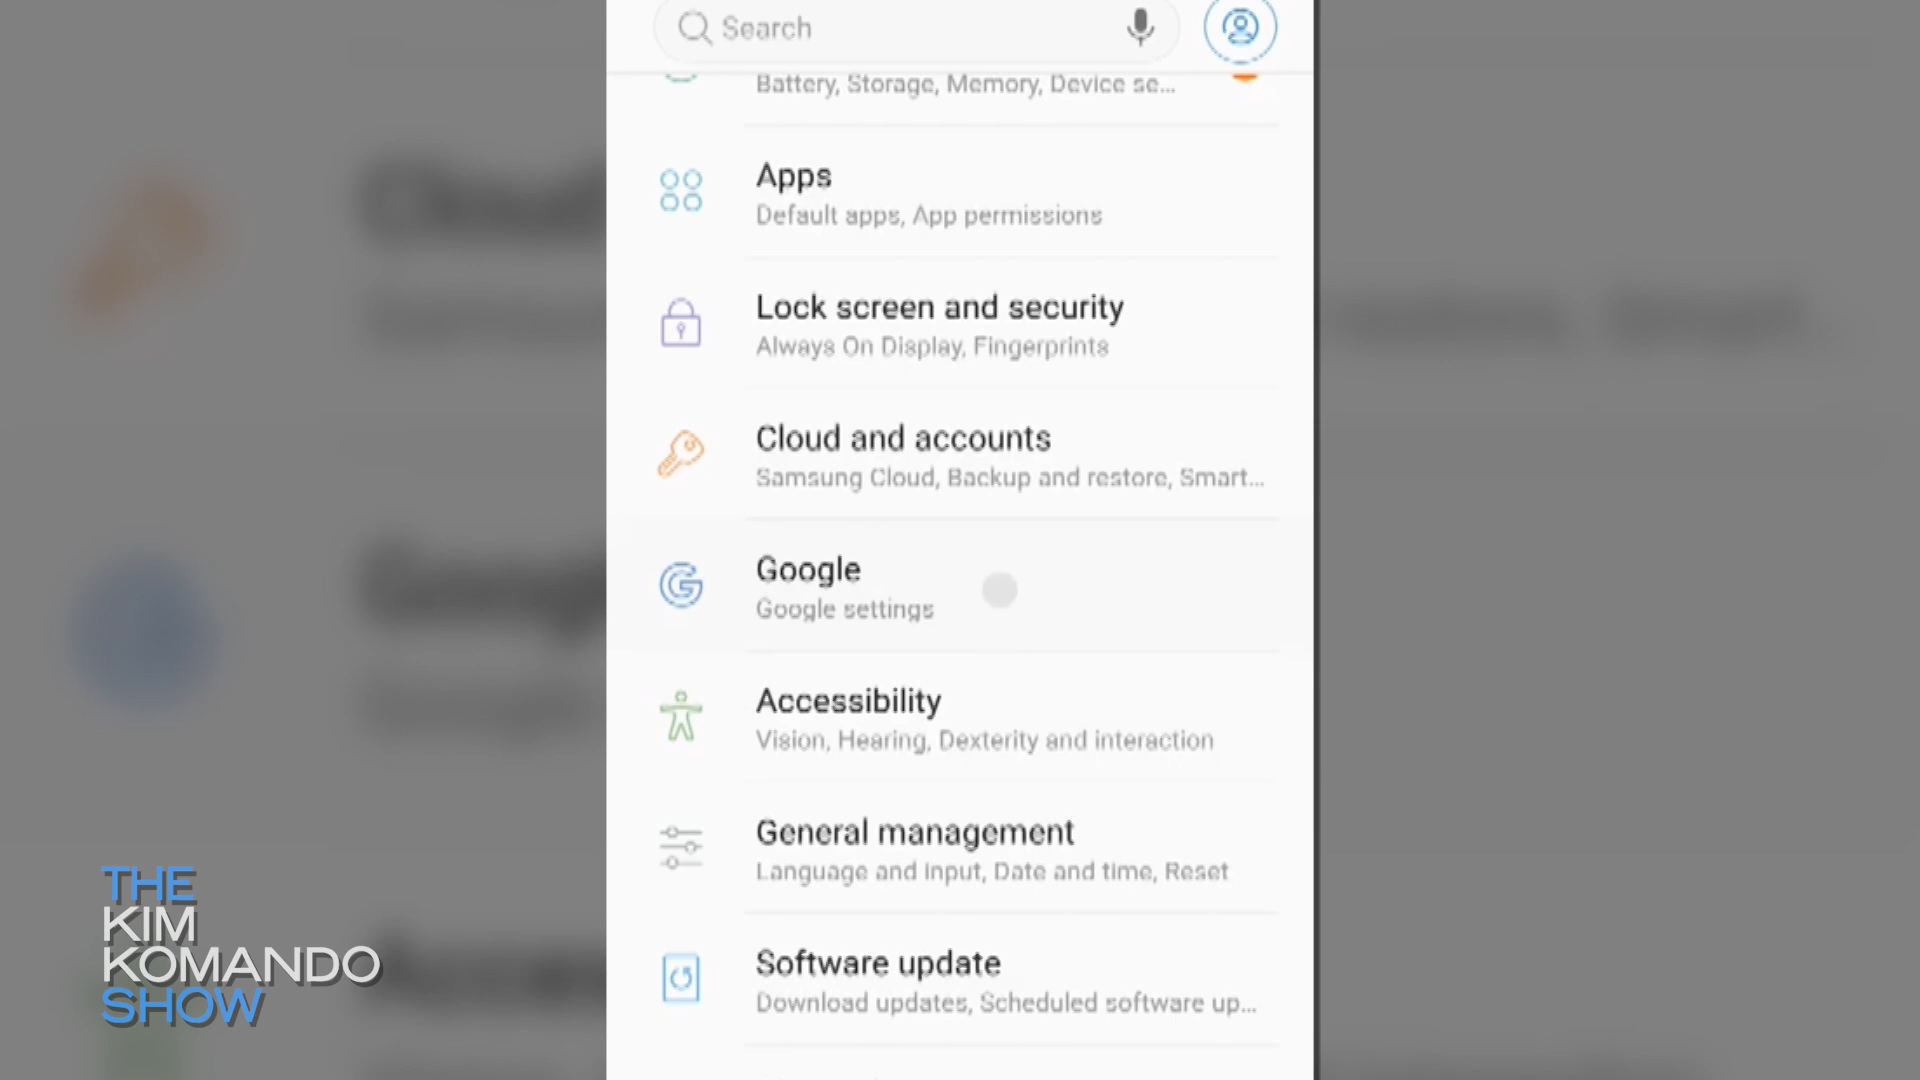 Search
Battery, Storage, Memory, Device se...
Apps
Default apps, App permissions
Lock screen and security
Always On Display, Fingerprints
Cloud and accounts
Samsung Cloud, Backup and restore, Smart...
Google
Google settings
Accessibility
Vision, Hearing, Dexterity and interaction
General management
Language and input, Date and time, Reset
Software update
Download updates, Scheduled software up...
THE
KIM
KOMANDO
SHOW